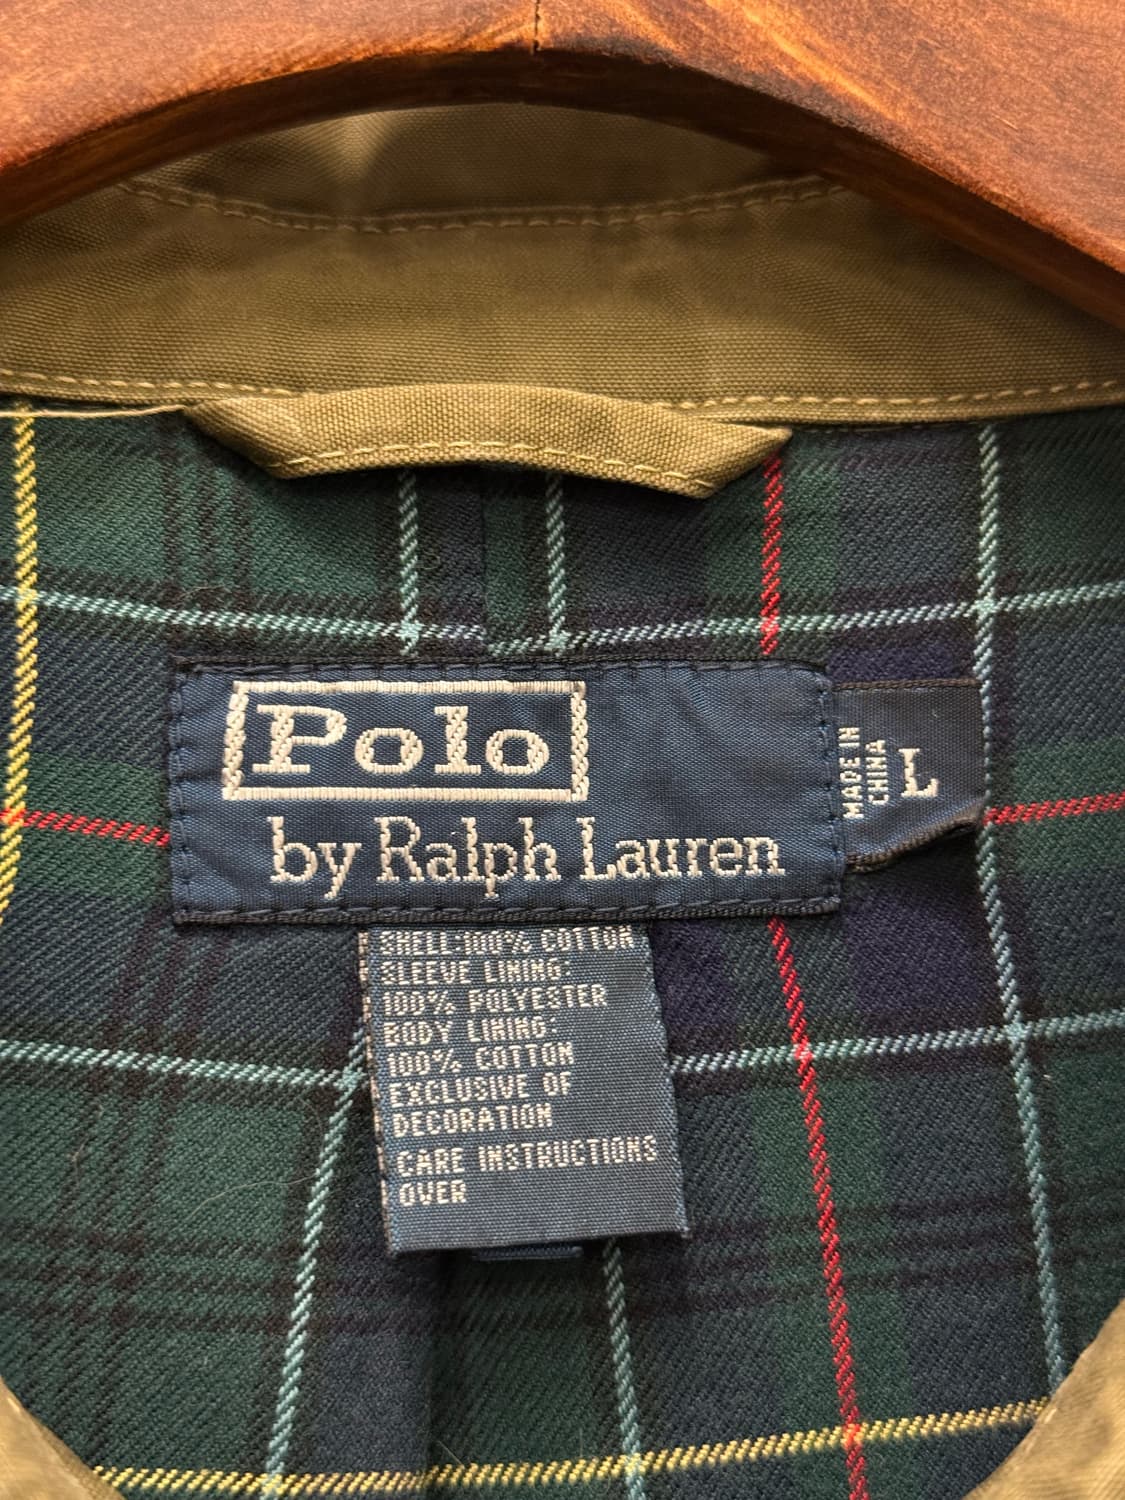 Polo
by Ralph Lauren
MADE IN
CHINA
L
SHELL:100% COTTON
SLEEVE LINING:
100% POLYESTER
BODY LINING:
100% COTTON
EXCLUSIVE OF
DECORATION
CARE INSTRUCTIONS
OVER